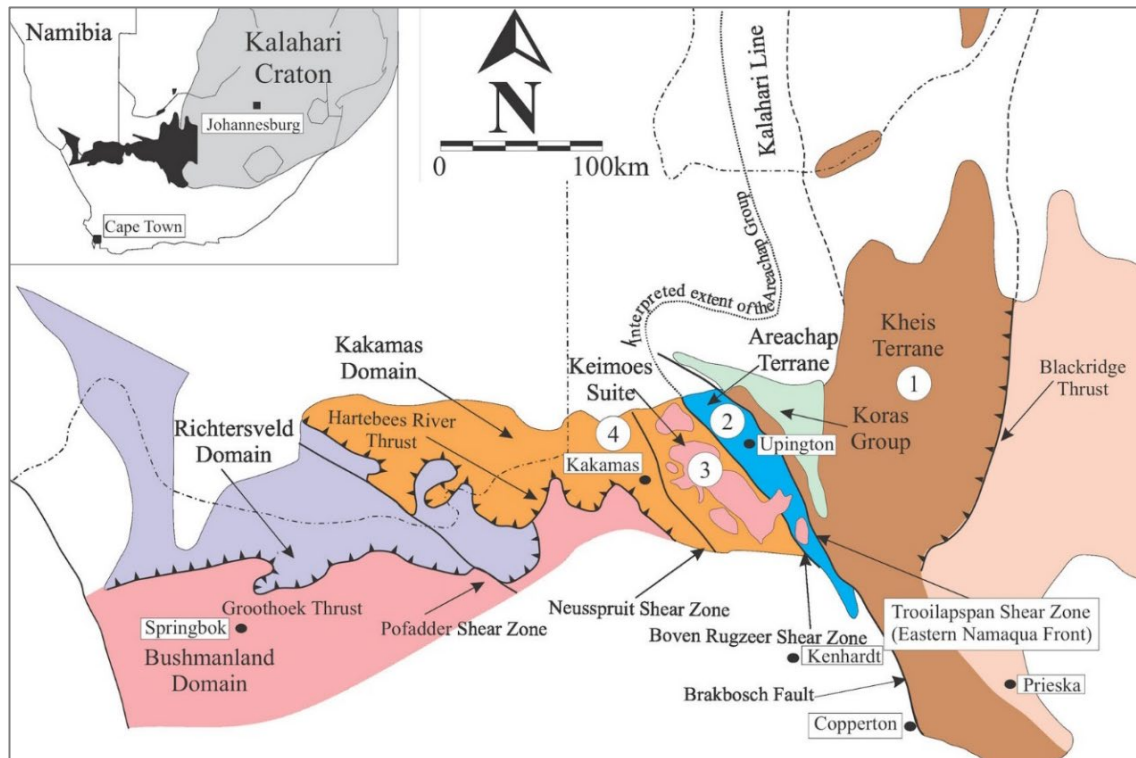 Namibia
Kalahari
Craton
Johannesburg
Cape Town
N
0 100km
Kalahari Line
Interpreted extent of the Areachap Group
Kakamas
Domain
Hartebees River
Thrust
Richtersveld
Domain
Keimoes
Suite
Areachap
Terrane
Kheis
Terrane
1
Blackridge
Thrust
Koras
Group
2
Upington
4
Kakamas
3
Groothoek Thrust
Springbok
Bushmanland
Domain
Pofadder Shear Zone
Neusspruit Shear Zone
Boven Rugzeer Shear Zone
Kenhardt
Trooilapspan Shear Zone
(Eastern Namaqua Front)
Brakbosch Fault
Prieska
Copperton